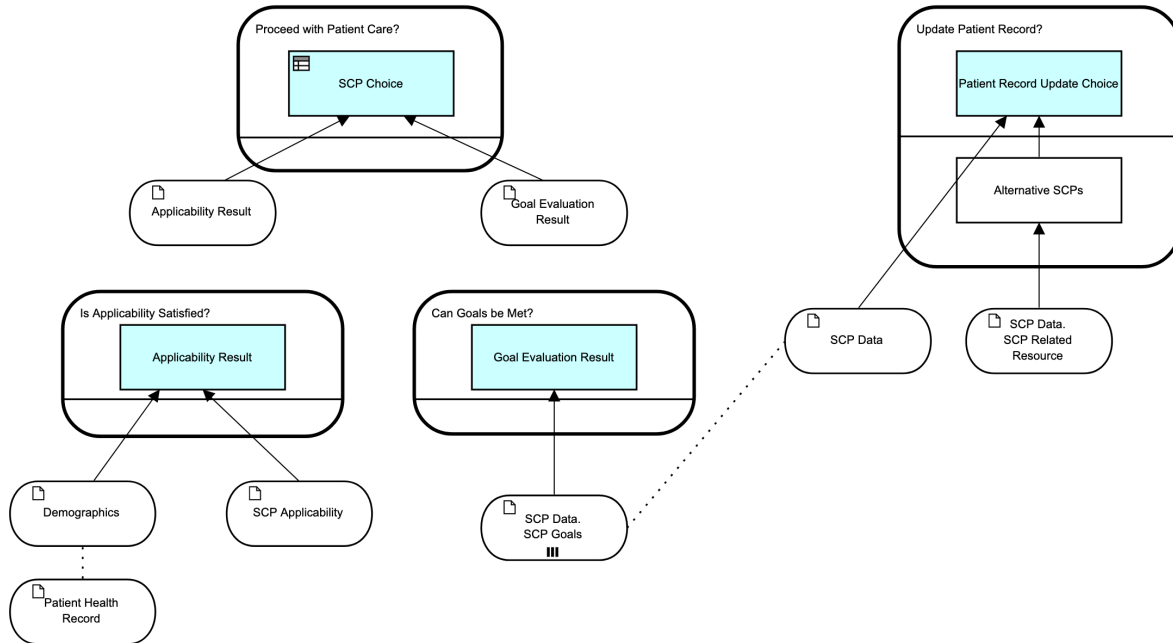 Proceed with Patient Care?
SCP Choice
Applicability Result
Goal Evaluation
Result
Update Patient Record?
Patient Record Update Choice
Alternative SCPs
SCP Data
SCP Data.
SCP Related
Resource
Is Applicability Satisfied?
Applicability Result
Demographics
SCP Applicability
Patient Health
Record
Can Goals be Met?
Goal Evaluation Result
SCP Data.
SCP Goals